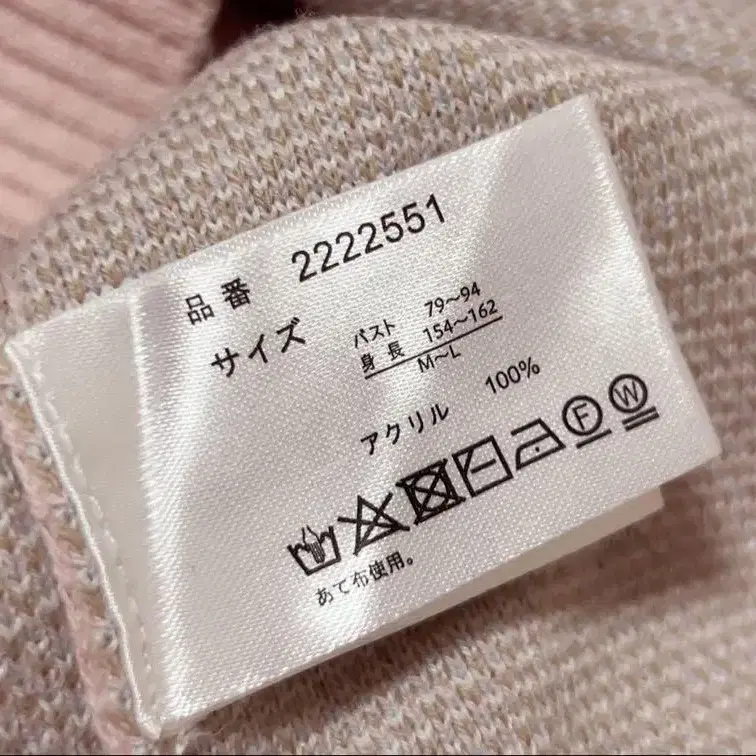 品番 2222551
サイズ バスト 79～94
身長 154～162
M～L
アクリル 100%
F W
あて布使用。